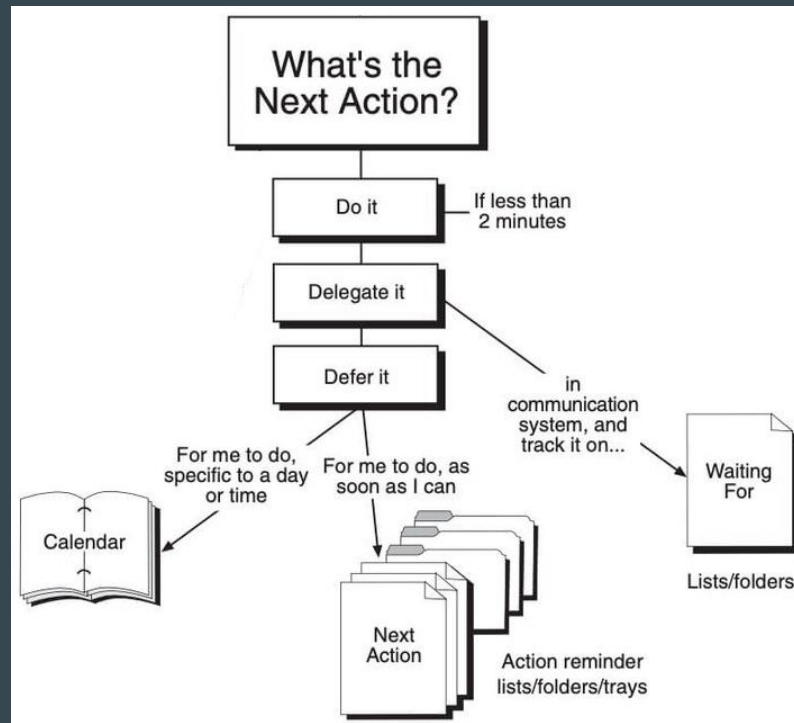 What's the
Next Action?
Do it
If less than
2 minutes
Delegate it
Defer it
in
communication
system, and
track it on...
For me to do,
specific to a day
or time
For me to do, as
soon as I can
Waiting
For
Calendar
Lists/folders
Next
Action
Action reminder
lists/folders/trays